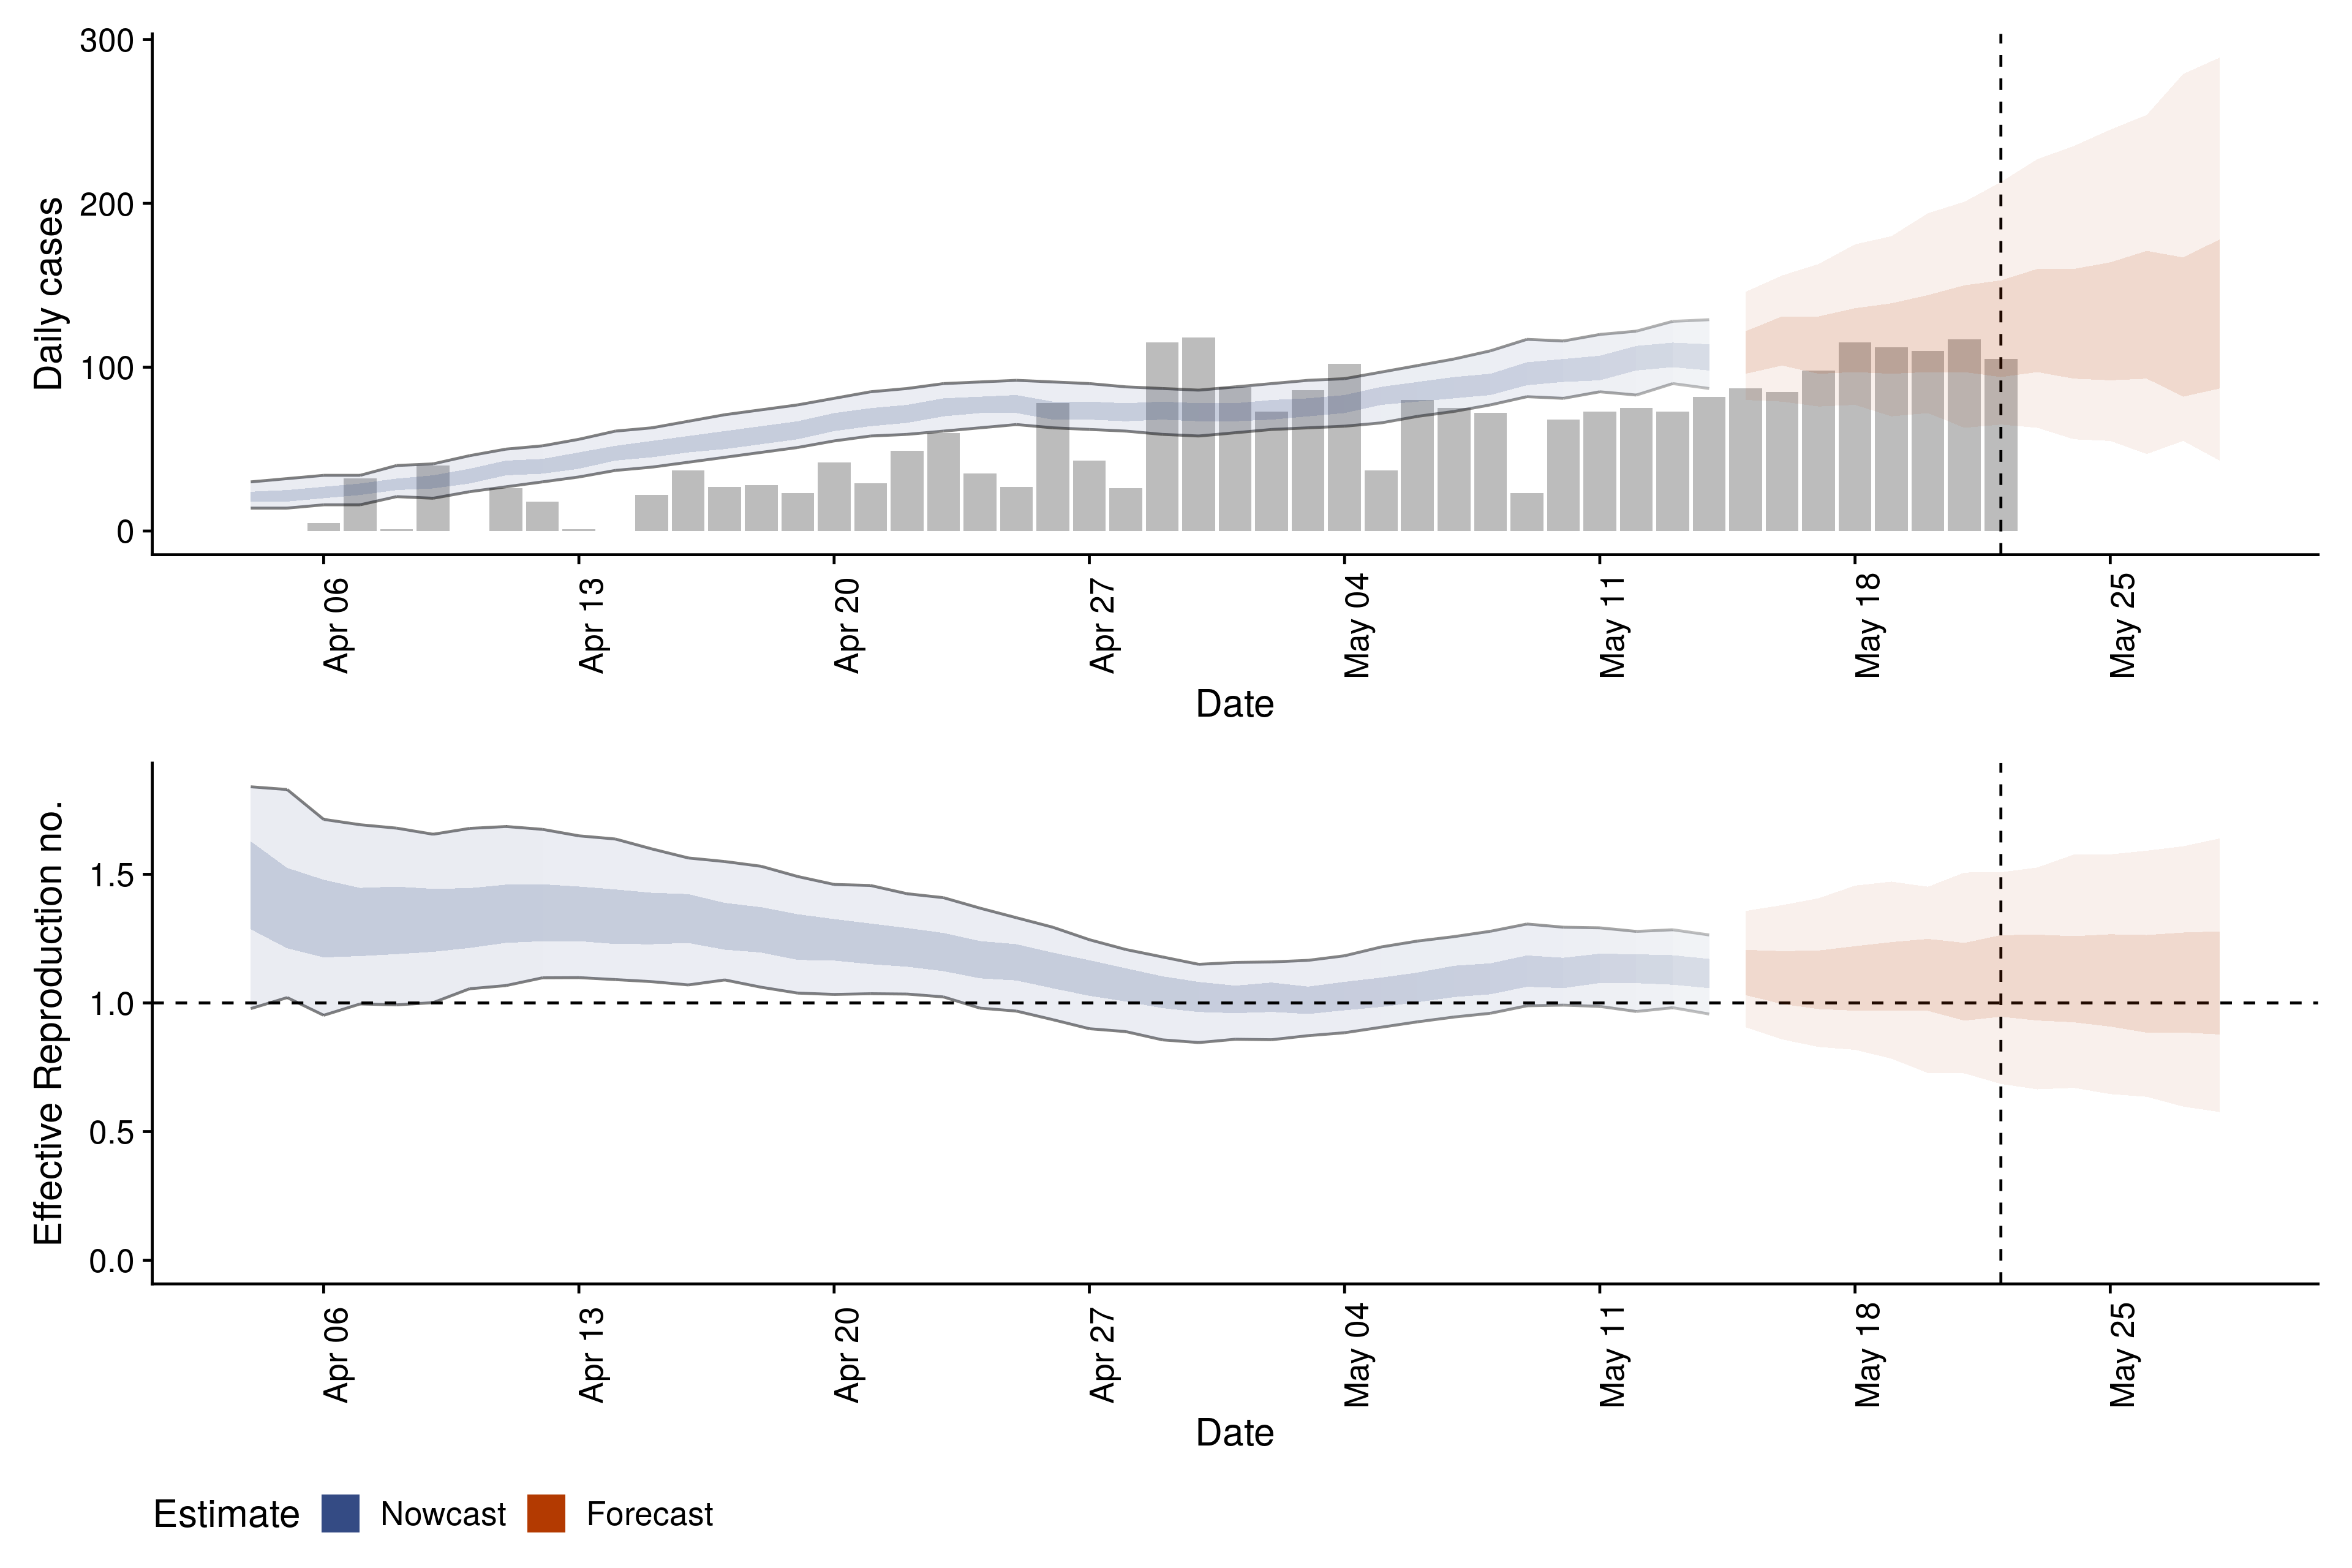 300
200
100
0
Daily cases
Apr 06
Apr 13
Apr 20
Apr 27
May 04
May 11
May 18
May 25
Date
1.5
1.0
0.5
0.0
Effective Reproduction no.
Apr 06
Apr 13
Apr 20
Apr 27
May 04
May 11
May 18
May 25
Date
Estimate Nowcast Forecast